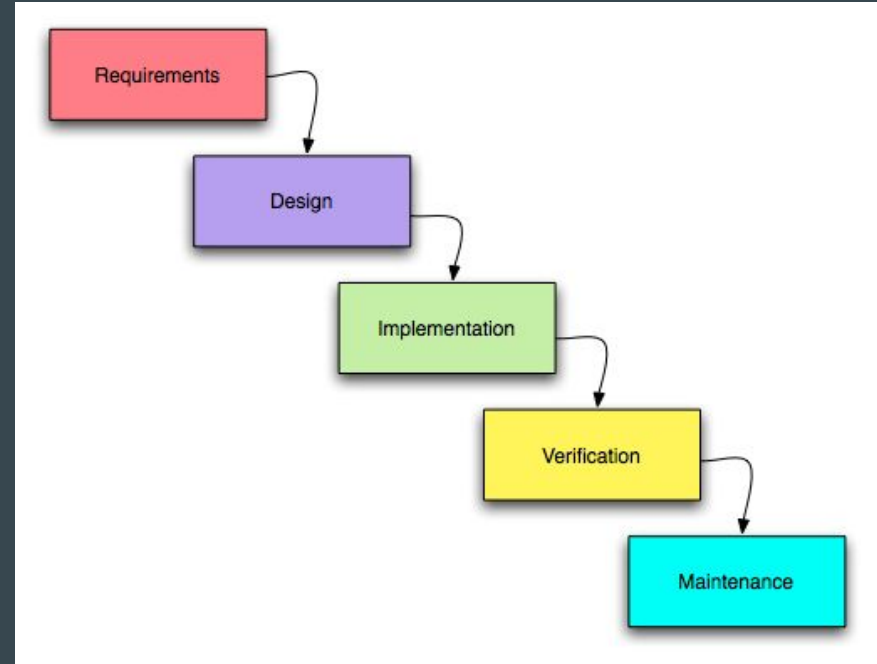 Requirements
Design
Implementation
Verification
Maintenance